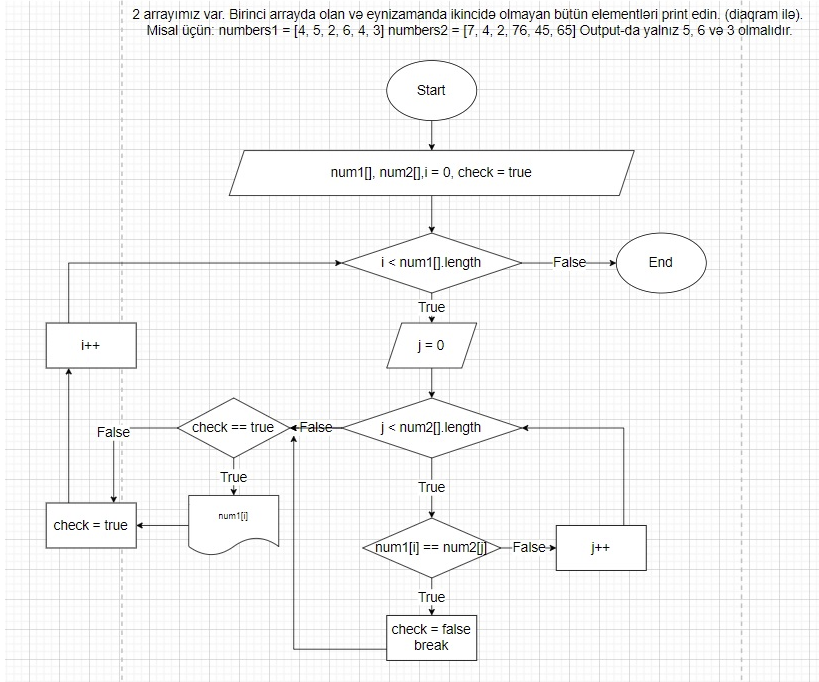 2 arrayımız var. Birinci arrayda olan və eynizamanda ikincidə olmayan bütün elementləri print edin. (diaqram ilə).
Misal üçün: numbers1 = [4, 5, 2, 6, 4, 3] numbers2 = [7, 4, 2, 76, 45, 65] Output-da yalnız 5, 6 və 3 olmalıdır.
Start
num1[], num2[],i = 0, check = true
i < num1[].length
False
End
True
i++
j = 0
False
check == true
False
j < num2[].length
True
True
check = true
num1[i]
num1[i] == num2[j]
False
j++
True
check = false
break